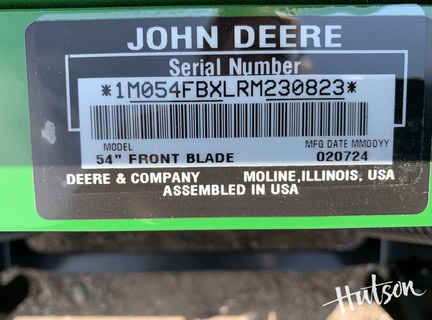 JOHN DEERE
Serial Number
*1M054FBXLRM230823*
MODEL MFG DATE MMDDYY
54" FRONT BLADE 020724
DEERE & COMPANY MOLINE,ILLINOIS, USA
ASSEMBLED IN USA
Hutson